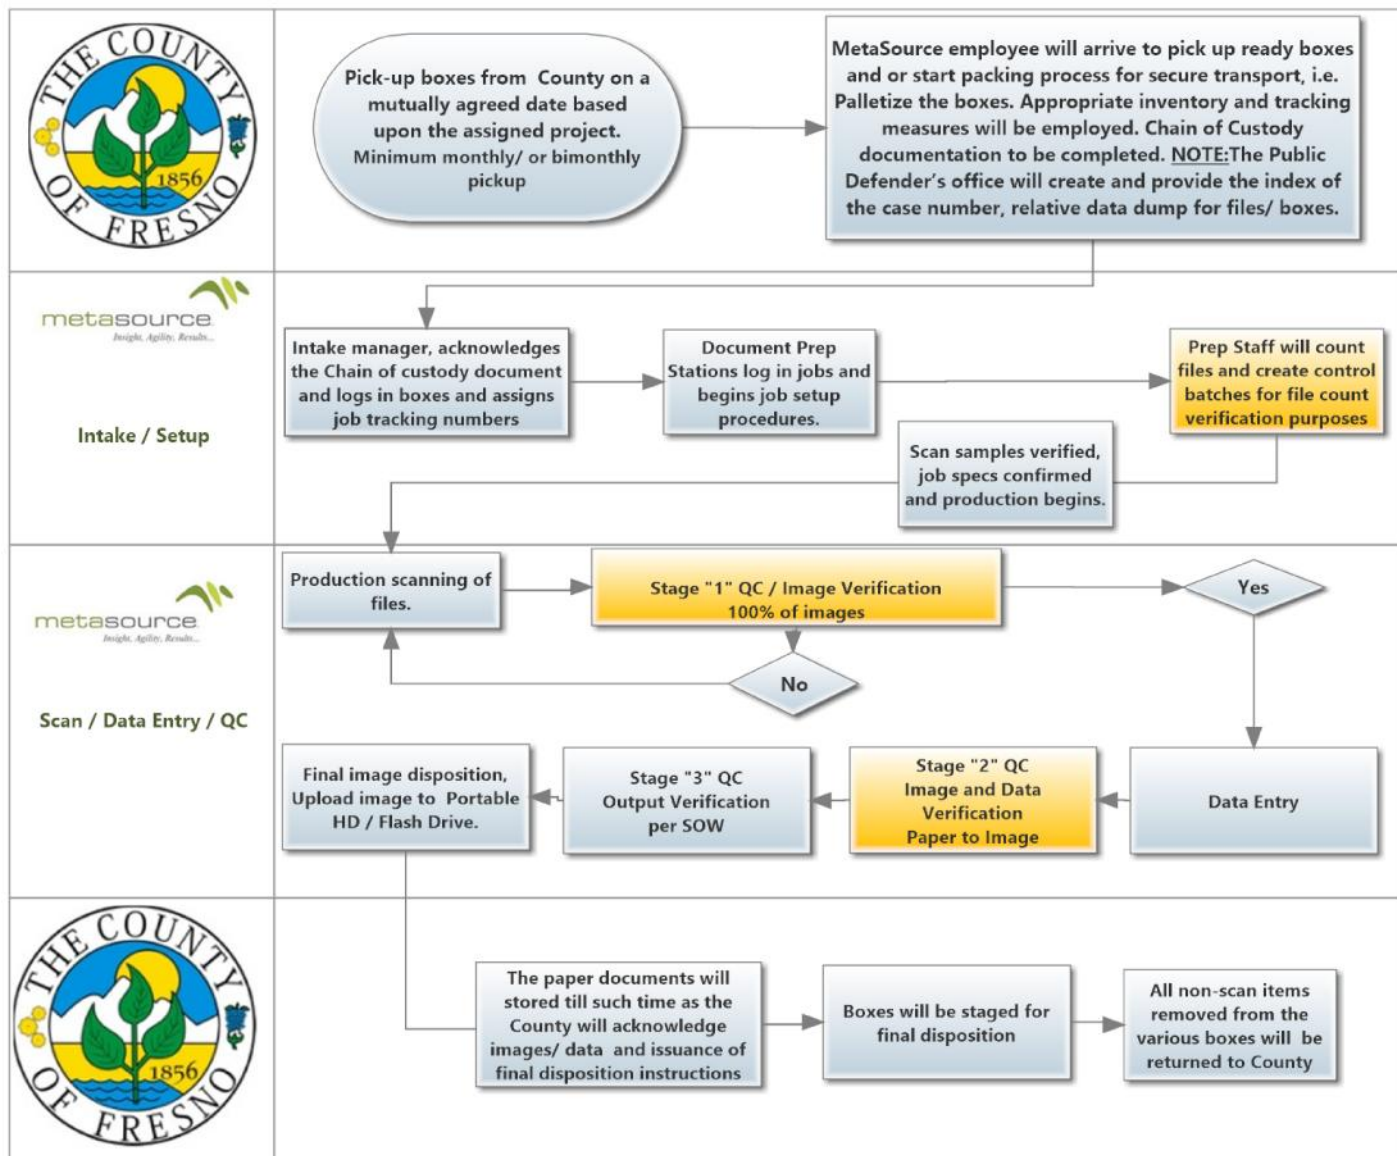 THE COUNTY
OF FRESNO
1856
Pick-up boxes from County on a
mutually agreed date based
upon the assigned project.
Minimum monthly/ or bimonthly
pickup
MetaSource employee will arrive to pick up ready boxes
and or start packing process for secure transport, i.e.
Palletize the boxes. Appropriate inventory and tracking
measures will be employed. Chain of Custody
documentation to be completed. NOTE:The Public
Defender's office will create and provide the index of
the case number, relative data dump for files/ boxes.
metasource
Insight, Agility, Results...
Intake / Setup
Intake manager, acknowledges
the Chain of custody document
and logs in boxes and assigns
job tracking numbers
Document Prep
Stations log in jobs and
begins job setup
procedures.
Prep Staff will count
files and create control
batches for file count
verification purposes
Scan samples verified,
job specs confirmed
and production begins.
metasource
Insight, Agility, Results...
Scan / Data Entry / QC
Production scanning of
files.
Stage "1" QC / Image Verification
100% of images
Yes
No
Final image disposition,
Upload image to Portable
HD / Flash Drive.
Stage "3" QC
Output Verification
per SOW
Stage "2" QC
Image and Data
Verification
Paper to Image
Data Entry
THE COUNTY
OF FRESNO
1856
The paper documents will
stored till such time as the
County will acknowledge
images/ data and issuance of
final disposition instructions
Boxes will be staged for
final disposition
All non-scan items
removed from the
various boxes will be
returned to County